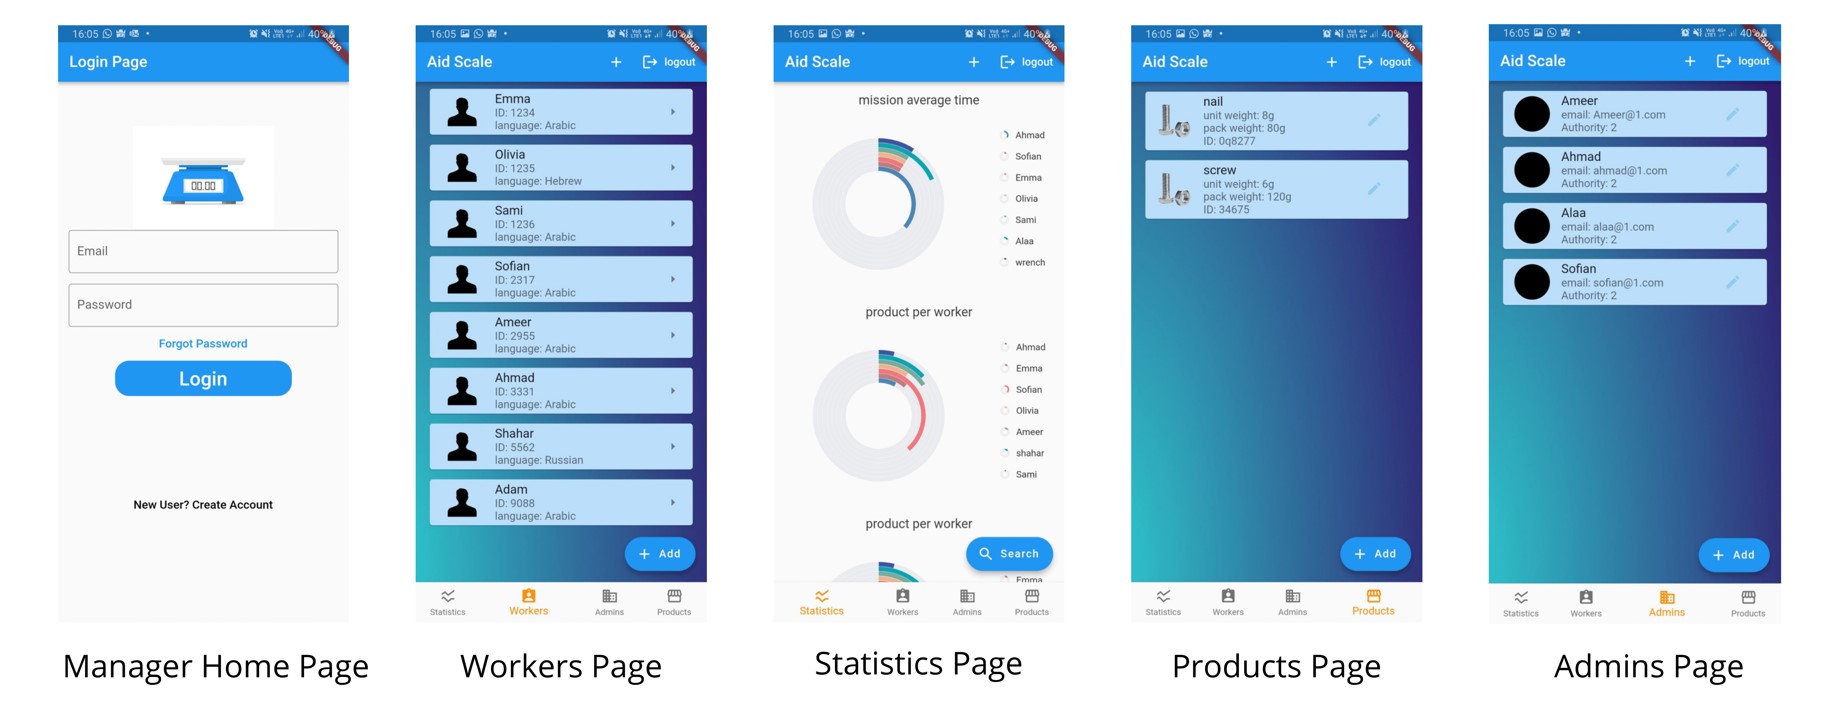 16:05
40%
DEBUG
Login Page
00.00
Email
Password
Forgot Password
Login
New User? Create Account
Manager Home Page
16:05
40%
DEBUG
Aid Scale + logout
Emma
ID: 1234
language: Arabic
Olivia
ID: 1235
language: Hebrew
Sami
ID: 1236
language: Arabic
Sofian
ID: 2317
language: Arabic
Ameer
ID: 2955
language: Arabic
Ahmad
ID: 3331
language: Arabic
Shahar
ID: 5562
language: Russian
Adam
ID: 9088
language: Arabic
+ Add
Statistics Workers Admins Products
Workers Page
16:05
40%
DEBUG
Aid Scale + logout
mission average time
Ahmad
Sofian
Emma
Olivia
Sami
Alaa
wrench
product per worker
Ahmad
Emma
Sofian
Olivia
Ameer
shahar
Sami
product per worker
Search
Emma
Statistics Workers Admins Products
Statistics Page
16:05
40%
DEBUG
Aid Scale + logout
nail
unit weight: 8g
pack weight: 80g
ID: 0q8277
screw
unit weight: 6g
pack weight: 120g
ID: 34675
+ Add
Statistics Workers Admins Products
Products Page
16:05
40%
DEBUG
Aid Scale + logout
Ameer
email: Ameer@1.com
Authority: 2
Ahmad
email: ahmad@1.com
Authority: 2
Alaa
email: alaa@1.com
Authority: 2
Sofian
email: sofian@1.com
Authority: 2
+ Add
Statistics Workers Admins Products
Admins Page